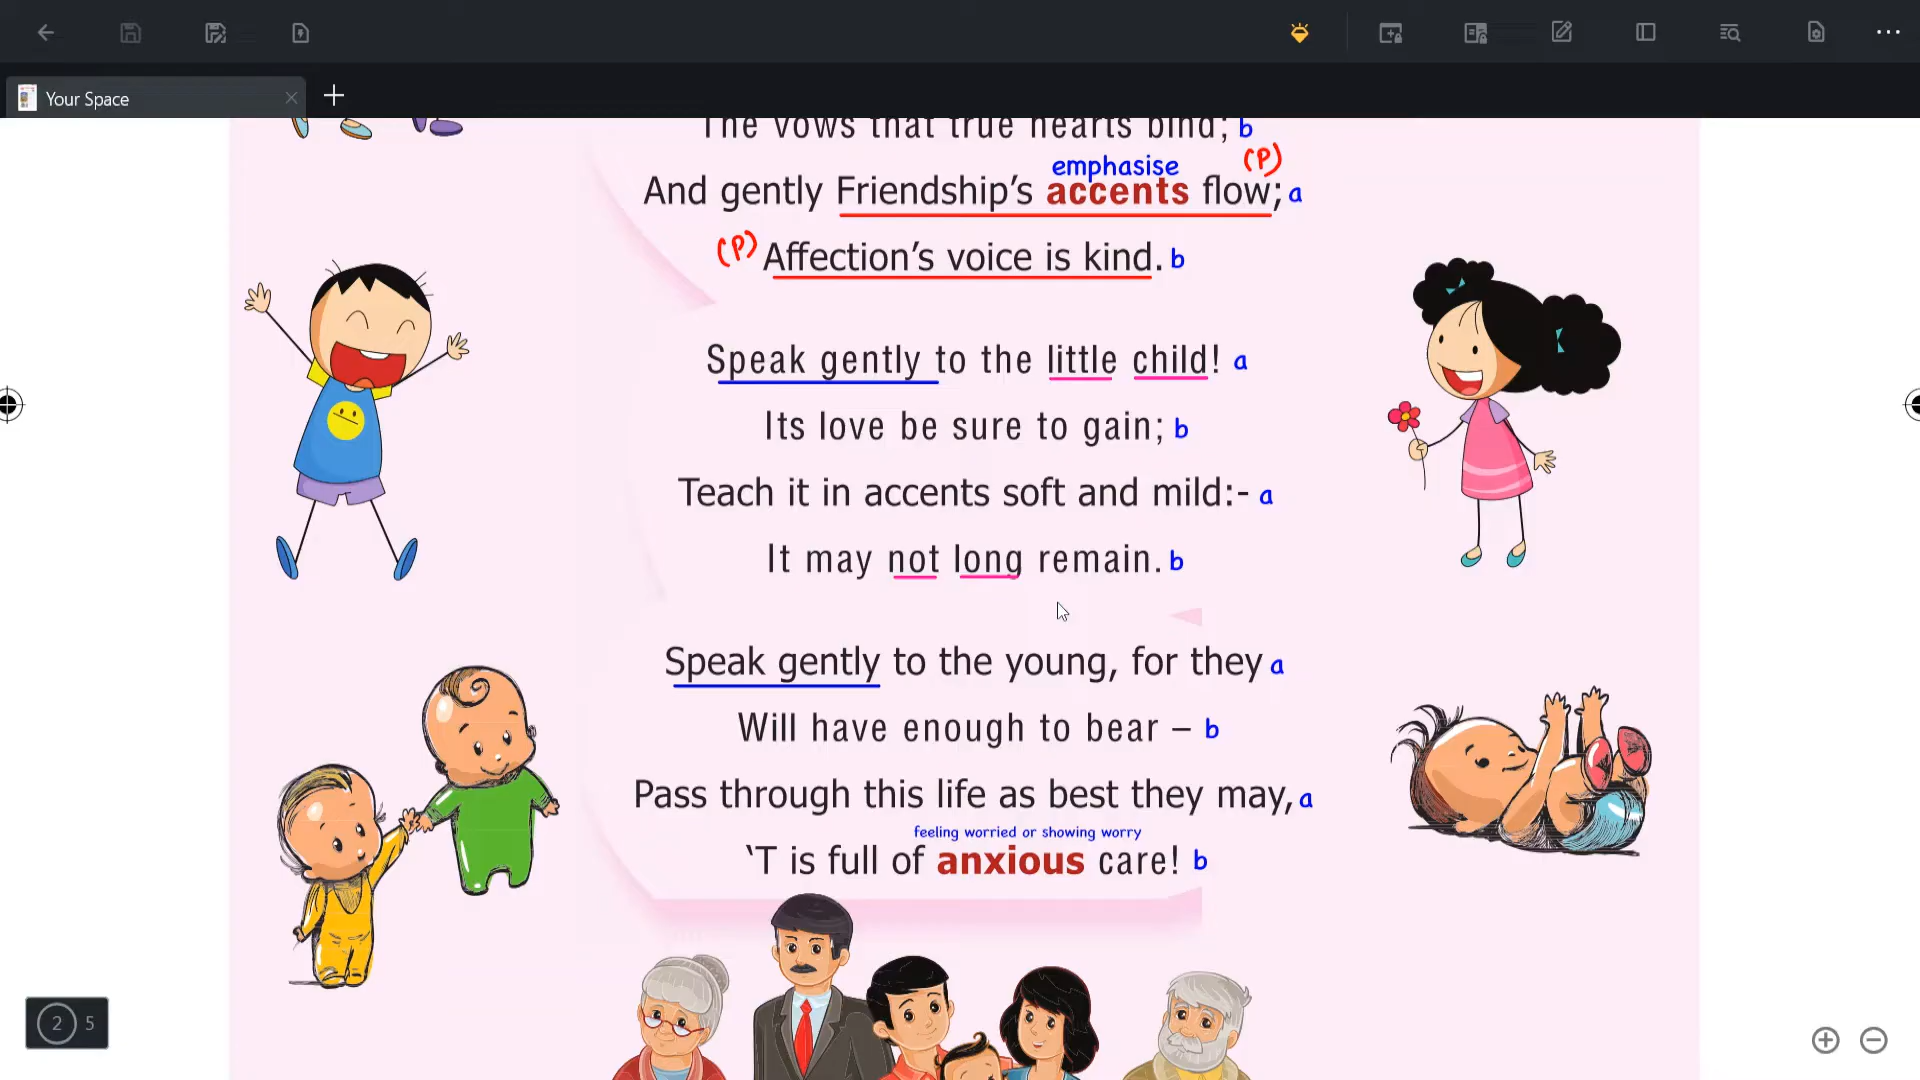 Your Space
The vows that true hearts bind; b
emphasise (P)
And gently Friendship's accents flow; a
(P) Affection's voice is kind. b
Speak gently to the little child! a
Its love be sure to gain; b
Teach it in accents soft and mild:- a
It may not long remain. b
Speak gently to the young, for they a
Will have enough to bear – b
Pass through this life as best they may, a
feeling worried or showing worry
‘T is full of anxious care! b
2 5